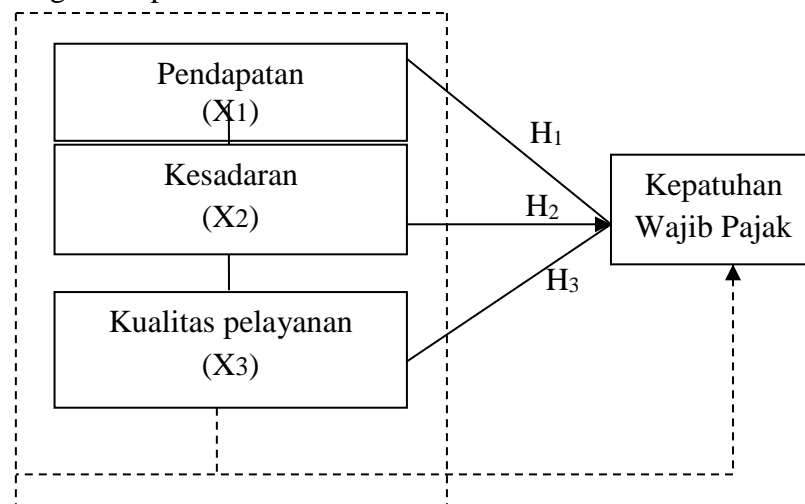 Pendapatan
(X1)
H1
Kesadaran
(X2)
H2
Kepatuhan
Wajib Pajak
H3
Kualitas pelayanan
(X3)